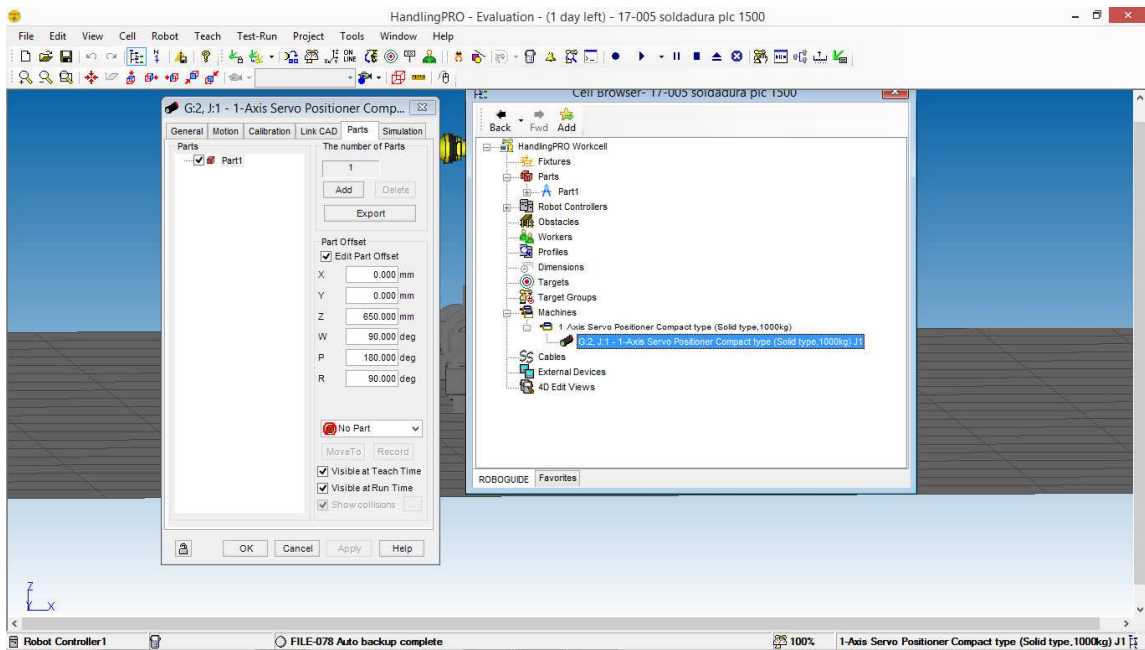 HandlingPRO - Evaluation - (1 day left) - 17-005 soldadura plc 1500
File Edit View Cell Robot Teach Test-Run Project Tools Window Help
G:2, J:1 - 1-Axis Servo Positioner Comp...
General Motion Calibration Link CAD Parts Simulation
Parts
Part1
The number of Parts
1
Add Delete
Export
Part Offset
Edit Part Offset
X 0.000 mm
Y 0.000 mm
Z 650.000 mm
W 90.000 deg
P 180.000 deg
R 90.000 deg
No Part
MoveTo Record
Visible at Teach Time
Visible at Run Time
Show collisions ...
OK Cancel Apply Help
Cell Browser- 17-005 soldadura plc 1500
Back Fwd Add
HandlingPRO Workcell
Fixtures
Parts
Part1
Robot Controllers
Obstacles
Workers
Profiles
Dimensions
Targets
Target Groups
Machines
1 Axis Servo Positioner Compact type (Solid type,1000kg)
G:2, J:1 - 1-Axis Servo Positioner Compact type (Solid type,1000kg) J1
Cables
External Devices
4D Edit Views
ROBOGUIDE Favorites
Z
Y X
Robot Controller1 FILE-078 Auto backup complete 100% 1-Axis Servo Positioner Compact type (Solid type,1000kg) J1